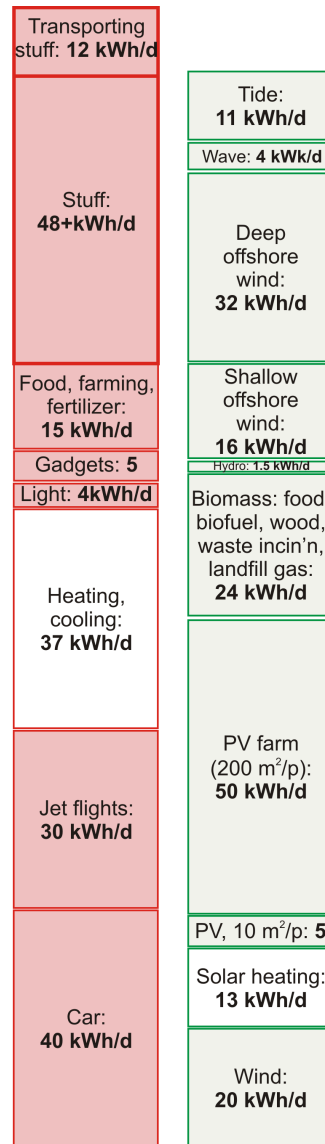 Transporting
stuff: 12 kWh/d
Stuff:
48+kWh/d
Food, farming,
fertilizer:
15 kWh/d
Gadgets: 5
Light: 4kWh/d
Heating,
cooling:
37 kWh/d
Jet flights:
30 kWh/d
Car:
40 kWh/d
Tide:
11 kWh/d
Wave: 4 kWk/d
Deep
offshore
wind:
32 kWh/d
Shallow
offshore
wind:
16 kWh/d
Hydro: 1.5 kWh/d
Biomass: food,
biofuel, wood,
waste incin’n,
landfill gas:
24 kWh/d
PV farm
(200 m²/p):
50 kWh/d
PV, 10 m²/p: 5
Solar heating:
13 kWh/d
Wind:
20 kWh/d